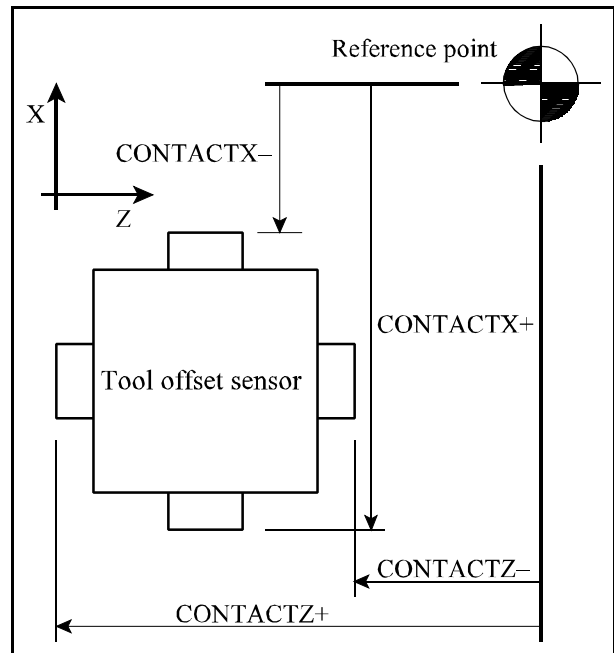 Reference point
X
CONTACTX–
Z
CONTACTX+
Tool offset sensor
CONTACTZ–
CONTACTZ+